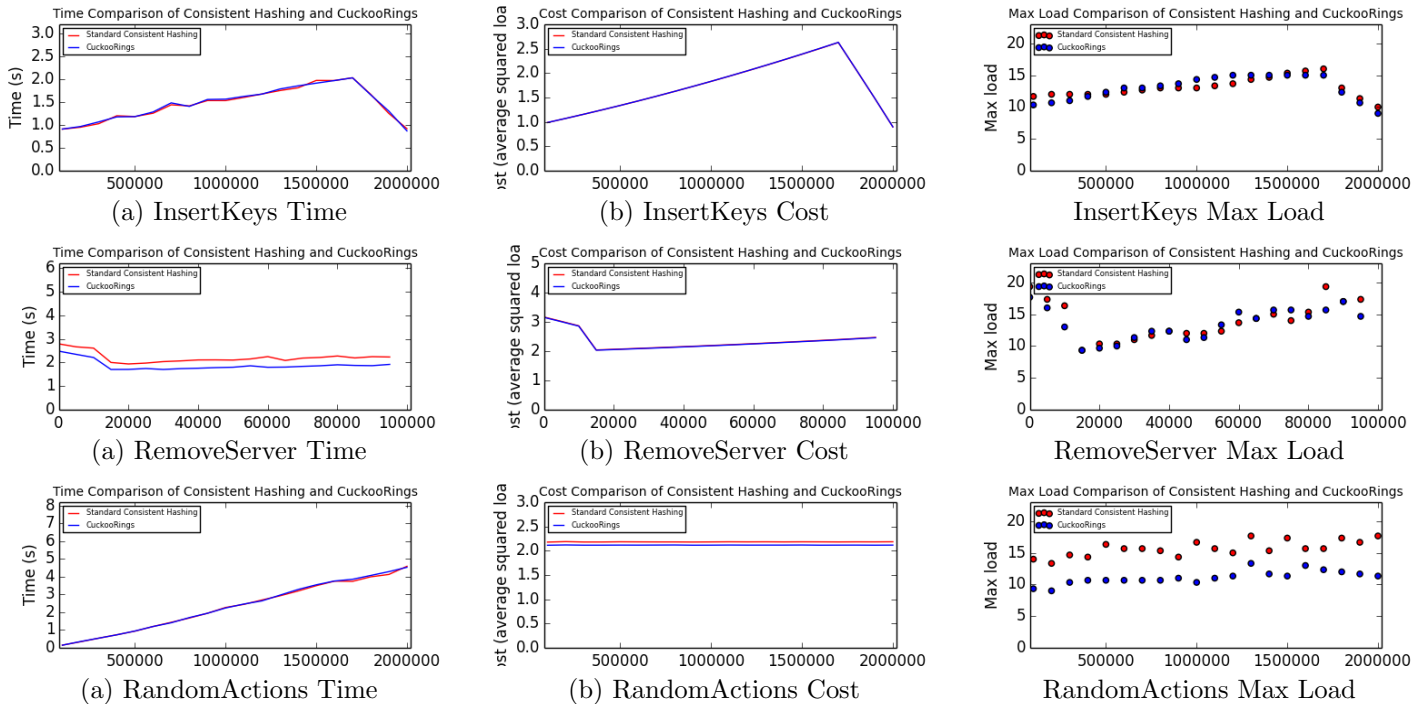 Time Comparison of Consistent Hashing and CuckooRings
Standard Consistent Hashing
CuckooRings
Time (s)
3.0
2.5
2.0
1.5
1.0
0.5
0.0
500000 1000000 1500000 2000000
(a) InsertKeys Time
Cost Comparison of Consistent Hashing and CuckooRings
Standard Consistent Hashing
CuckooRings
ost (average squared loa
3.0
2.5
2.0
1.5
1.0
0.5
0.0
500000 1000000 1500000 2000000
(b) InsertKeys Cost
Max Load Comparison of Consistent Hashing and CuckooRings
Standard Consistent Hashing
CuckooRings
Max load
20
15
10
5
0
500000 1000000 1500000 2000000
InsertKeys Max Load
Time Comparison of Consistent Hashing and CuckooRings
Standard Consistent Hashing
CuckooRings
Time (s)
6
5
4
3
2
1
0
0 20000 40000 60000 80000 100000
(a) RemoveServer Time
Cost Comparison of Consistent Hashing and CuckooRings
Standard Consistent Hashing
CuckooRings
ost (average squared loa
5
4
3
2
1
0
0 20000 40000 60000 80000 100000
(b) RemoveServer Cost
Max Load Comparison of Consistent Hashing and CuckooRings
Standard Consistent Hashing
CuckooRings
Max load
20
15
10
5
0
0 20000 40000 60000 80000 100000
RemoveServer Max Load
Time Comparison of Consistent Hashing and CuckooRings
Standard Consistent Hashing
CuckooRings
Time (s)
8
7
6
5
4
3
2
1
0
500000 1000000 1500000 2000000
(a) RandomActions Time
Cost Comparison of Consistent Hashing and CuckooRings
Standard Consistent Hashing
CuckooRings
ost (average squared loa
3.0
2.5
2.0
1.5
1.0
0.5
0.0
500000 1000000 1500000 2000000
(b) RandomActions Cost
Max Load Comparison of Consistent Hashing and CuckooRings
Standard Consistent Hashing
CuckooRings
Max load
20
15
10
5
0
500000 1000000 1500000 2000000
RandomActions Max Load